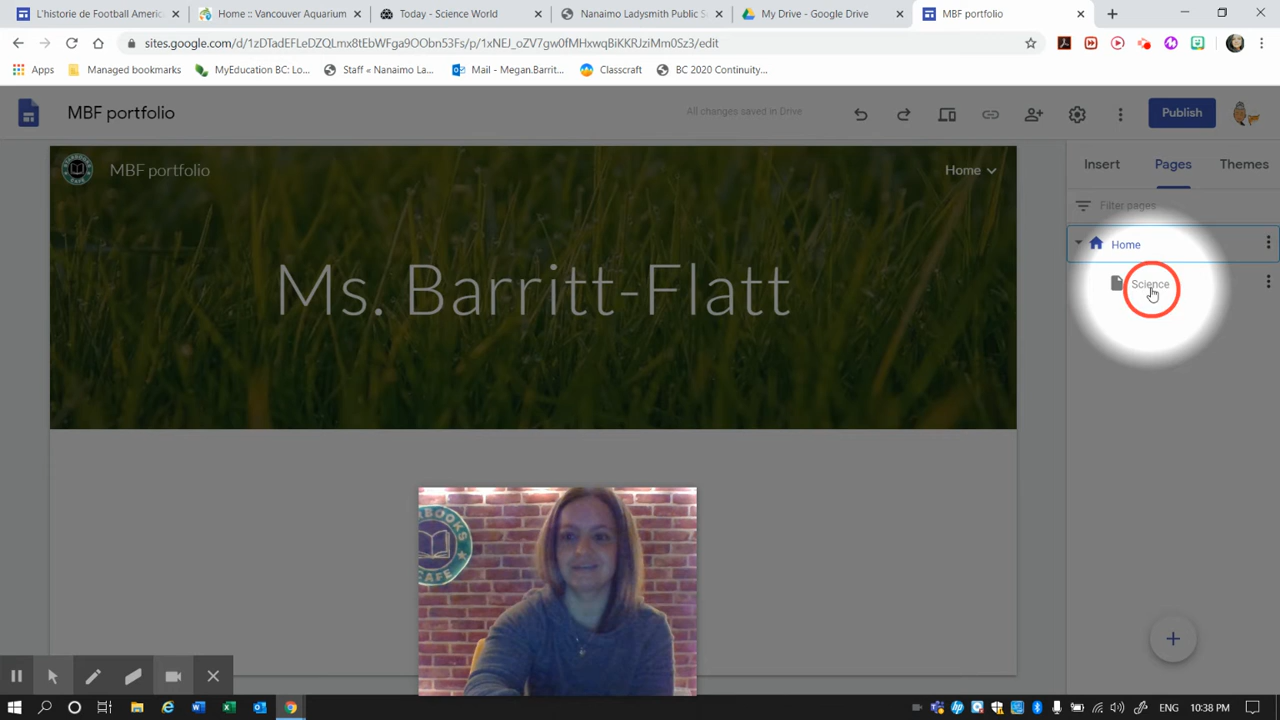 L'historie de Football Americ
Home :: Vancouver Aquarium
Today - Science World
Nanaimo Ladysmith Public S
My Drive - Google Drive
MBF portfolio
sites.google.com/d/1zDTadEFLeDZQLmx8tEbWFga9OObn53Fs/p/1xIzEJ_oZV7gw0fMHxwqBiKKRJziMm0Sz3/edit
Apps
Managed bookmarks
MyEducation BC: Lo...
Staff « Nanaimo La...
Mail - Megan.Barrit...
Classcraft
BC 2020 Continuity...
MBF portfolio
All changes saved in Drive
Publish
MBF portfolio
Home
Insert
Pages
Themes
Filter pages
Home
Science
Ms. Barritt-Flatt
CAFE
ENG
10:38 PM